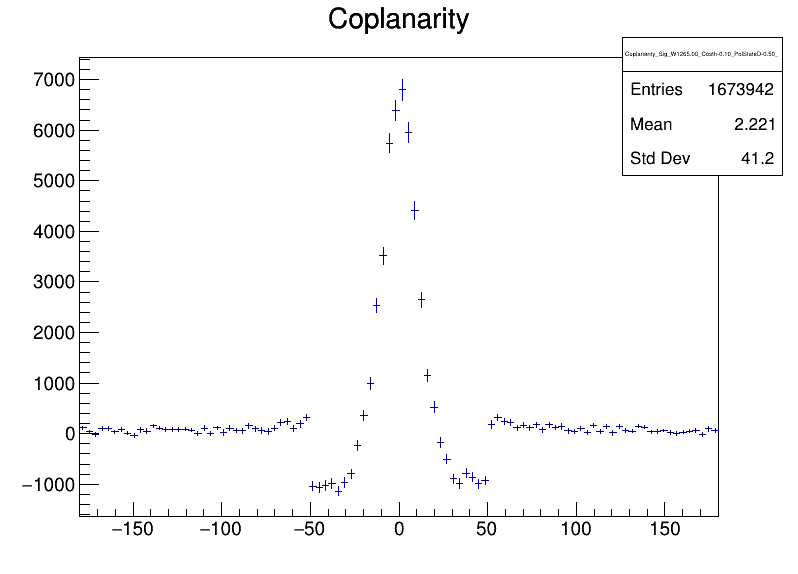 Coplanarity
Coplanarity_Sig_W1265.00_Costh-0.10_PolStateD-0.50_
Entries 1673942
Mean 2.221
Std Dev 41.2
7000
6000
5000
4000
3000
2000
1000
0
−1000
−150 −100 −50 0 50 100 150